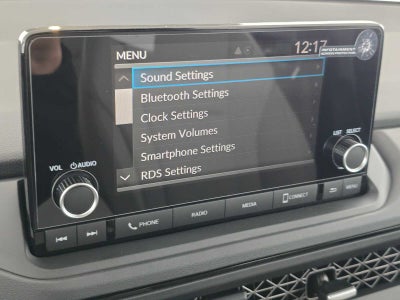 12:17
INFOTAINMENT
MENU
Sound Settings
Bluetooth Settings
Clock Settings
System Volumes
Smartphone Settings
RDS Settings
VOL
AUDIO
LIST
SELECT
PHONE
RADIO
MEDIA
CONNECT
MENU